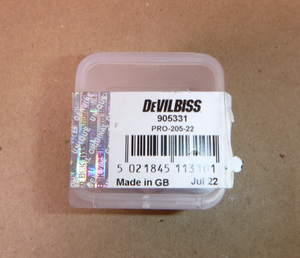 DeVILBISS
905331
PRO-205-22
5 021845 113901
Made in GB Jul 22